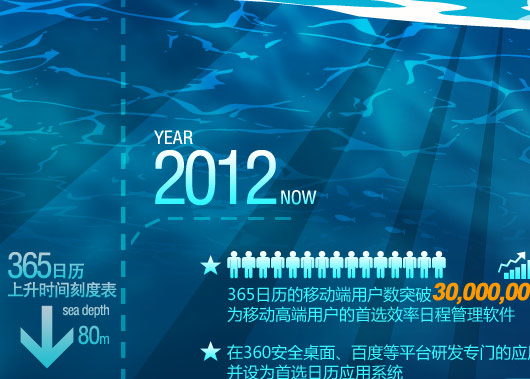 YEAR
2012 NOW
365日历
上升时间刻度表
sea depth
80m
365日历的移动端用户数突破30,000,00
为移动高端用户的首选效率日程管理软件
在360安全桌面、百度等平台研发专门的应
并设为首选日历应用系统